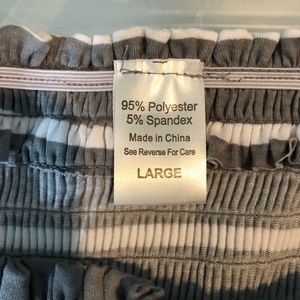 95% Polyester
5% Spandex
Made in China
See Reverse For Care
LARGE